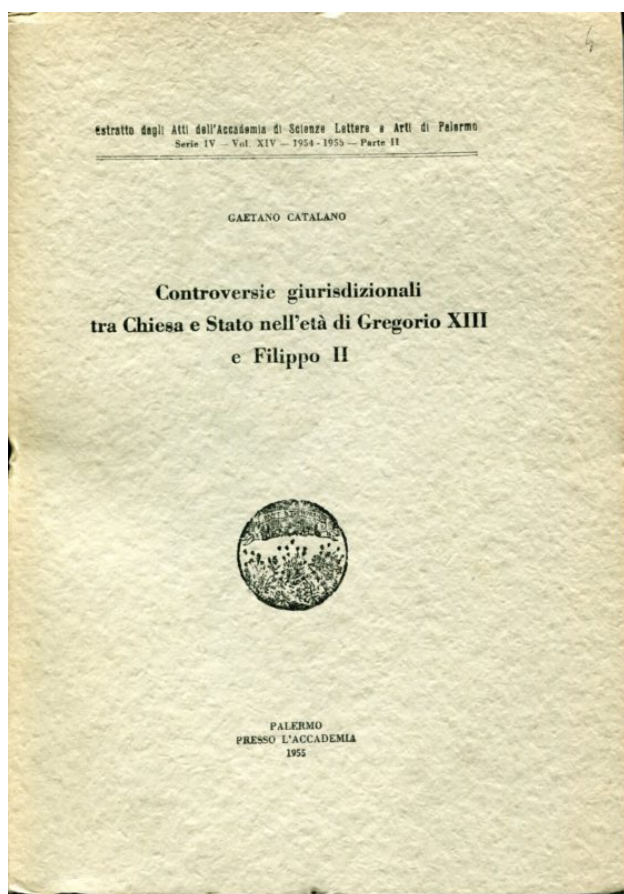 Estratto dagli Atti dell'Accademia di Scienze Lettere e Arti di Palermo
Serie IV — Vol. XIV — 1954-1955 — Parte II
GAETANO CATALANO
Controversie giurisdizionali
tra Chiesa e Stato nell'età di Gregorio XIII
e Filippo II
PALERMO
PRESSO L'ACCADEMIA
1955